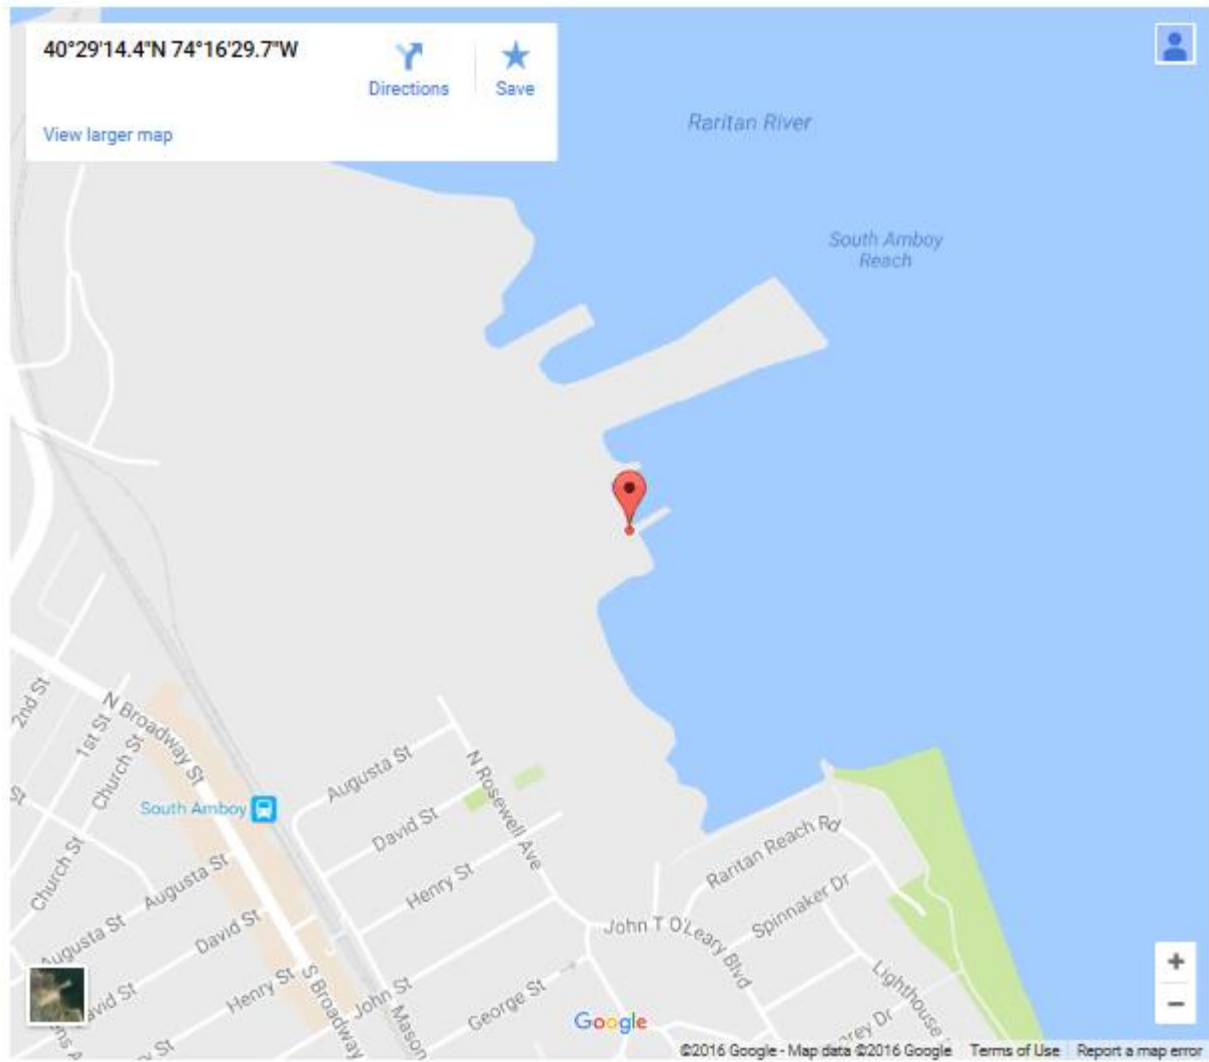 40°29'14.4"N 74°16'29.7"W
Directions
Save
View larger map
Raritan River
South Amboy
Reach
2nd St
1st St
N Broadway St
Church St
South Amboy
Augusta St
N Rosewell Ave
David St
Henry St
Raritan Reach Rd
Spinnaker Dr
St
Church St
Augusta St
David St
Augusta St
John T O'Leary Blvd
Lighthouse
Henry St
S Broadway
John St
Mason
George St
Google
©2016 Google - Map data ©2016 Google Terms of Use Report a map error